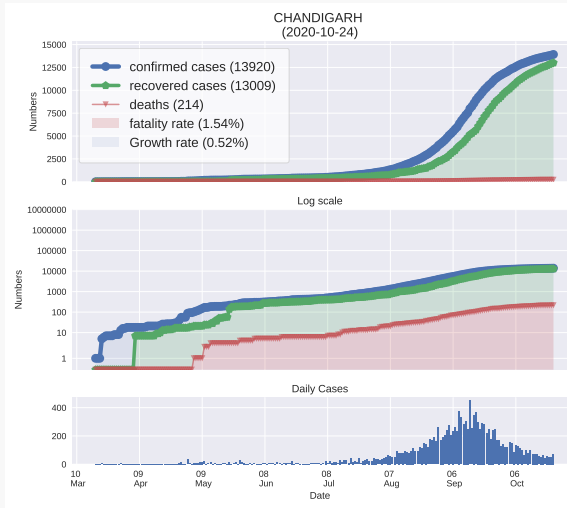 CHANDIGARH
(2020-10-24)
15000
12500
10000
7500
5000
2500
0
Numbers
confirmed cases (13920)
recovered cases (13009)
deaths (214)
fatality rate (1.54%)
Growth rate (0.52%)
Log scale
10000000
1000000
100000
10000
1000
100
10
1
Numbers
Daily Cases
400
200
0
10 09 09 08 08 07 06 06
Mar Apr May Jun Jul Aug Sep Oct
Date